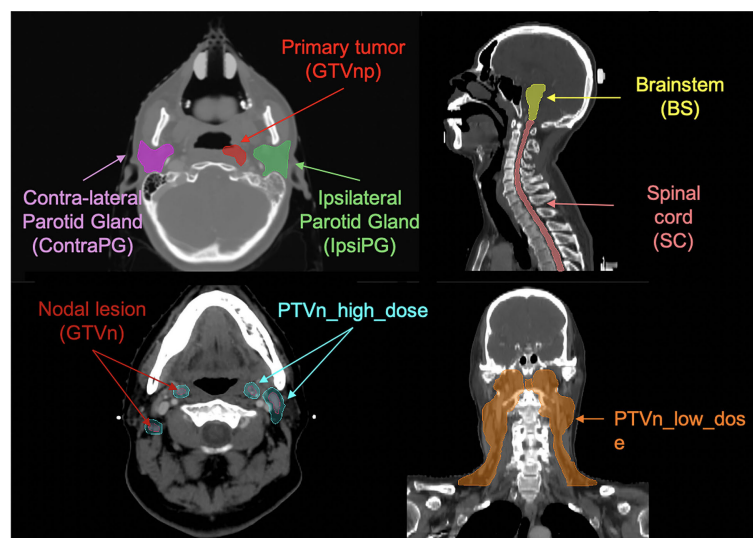 Primary tumor
(GTVnp)
Contra-lateral
Parotid Gland
(ContraPG)
Ipsilateral
Parotid Gland
(IpsiPG)
Brainstem
(BS)
Spinal
cord
(SC)
Nodal lesion
(GTVn)
PTVn_high_dose
PTVn_low_dos
e